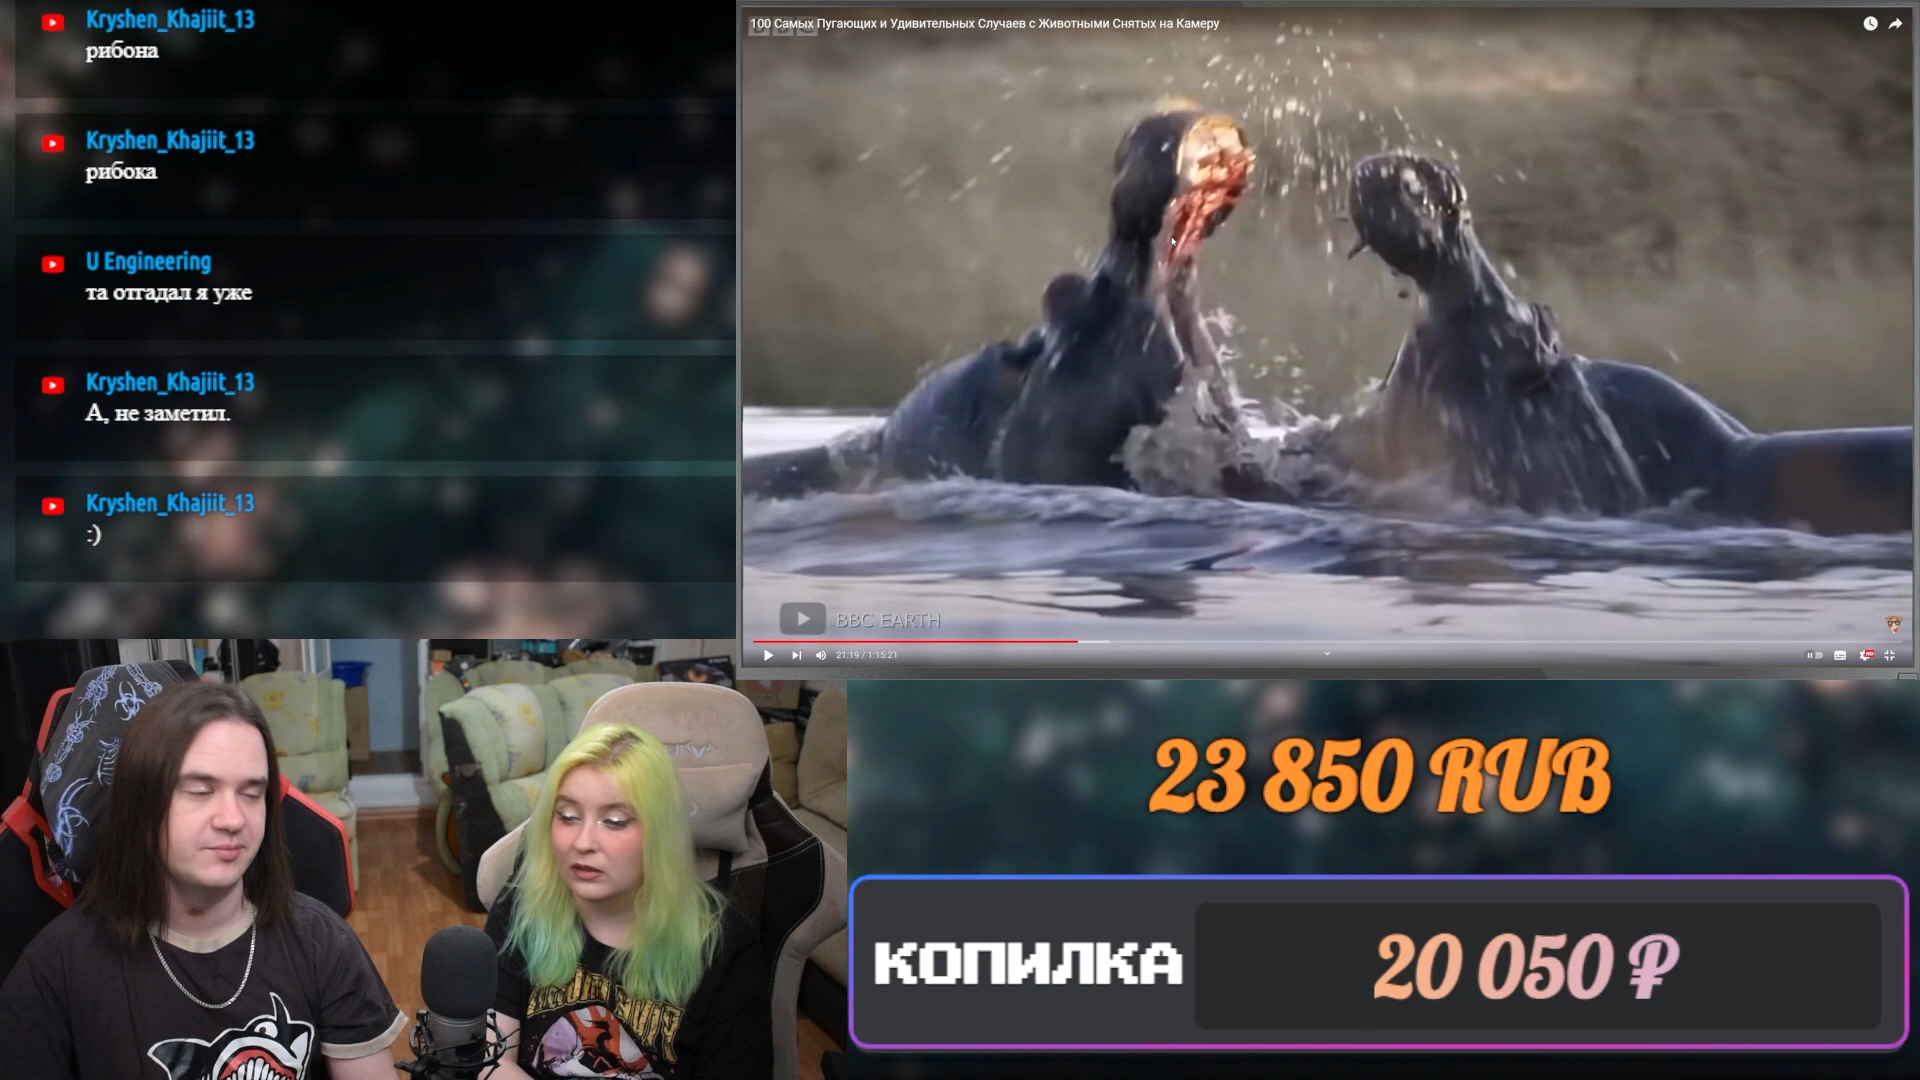 Kryshen_Khajiit_13
рибона
Kryshen_Khajiit_13
рибока
U Engineering
та отгадал я уже
Kryshen_Khajiit_13
А, не заметил.
Kryshen_Khajiit_13
:)
100 Самых Пугающих и Удивительных Случаев с Животными Снятых на Камеру
BBC
BBC EARTH
21:19 / 1:15:21
23 850 RUB
КОПИЛКА
20 050 ₽